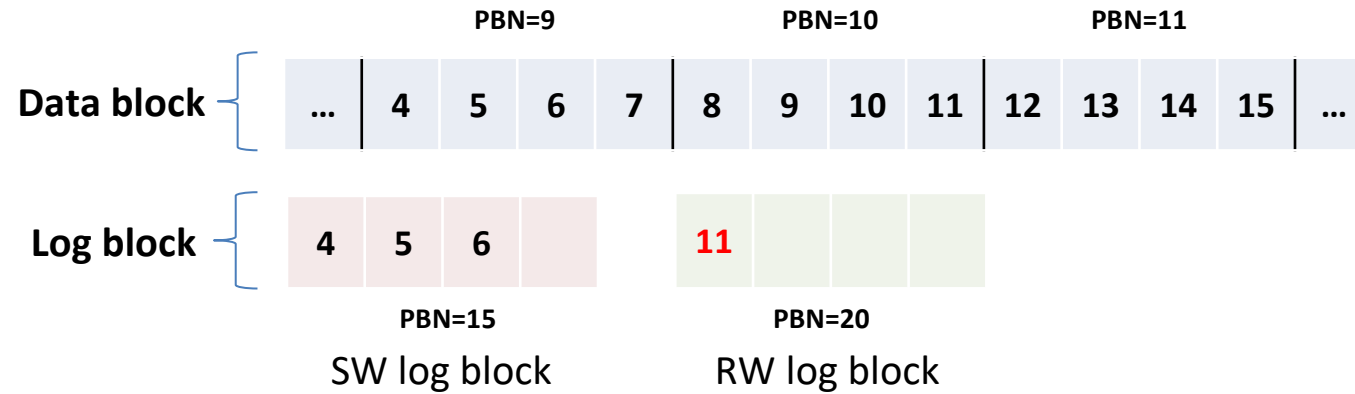 PBN=9 PBN=10 PBN=11
Data block ... 4 5 6 7 8 9 10 11 12 13 14 15 ...
Log block 4 5 6 11
PBN=15 PBN=20
SW log block RW log block